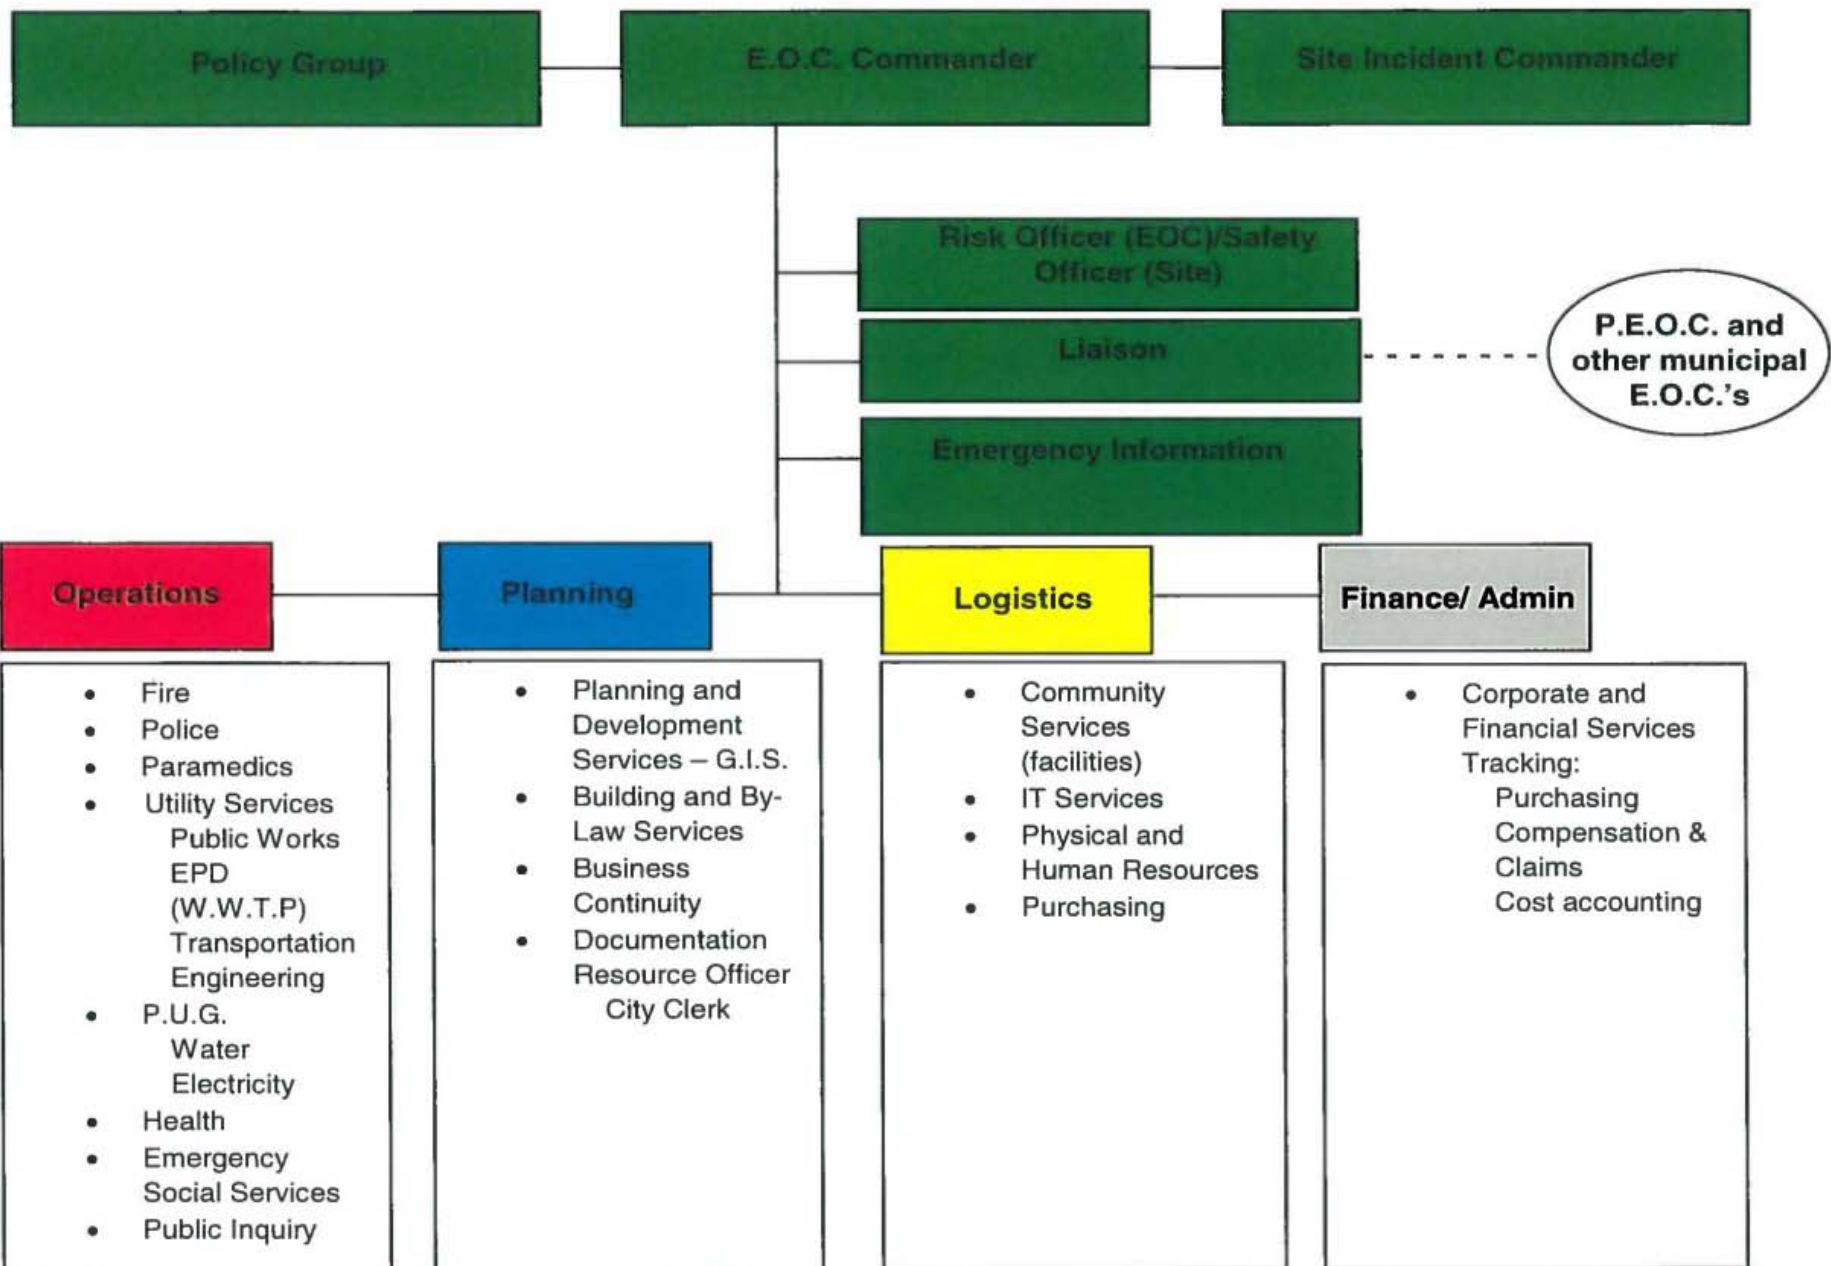 Policy Group
E.O.C. Commander
Site Incident Commander
Risk Officer (EOC)/Safety
Officer (Site)
Liaison
P.E.O.C. and
other municipal
E.O.C.'s
Emergency Information
Operations
Planning
Logistics
Finance/ Admin
• Fire
• Police
• Paramedics
• Utility Services
Public Works
EPD
(W.W.T.P)
Transportation
Engineering
• P.U.G.
Water
Electricity
• Health
• Emergency
Social Services
• Public Inquiry
• Planning and
Development
Services – G.I.S.
• Building and By-
Law Services
• Business
Continuity
• Documentation
Resource Officer
City Clerk
• Community
Services
(facilities)
• IT Services
• Physical and
Human Resources
• Purchasing
• Corporate and
Financial Services
Tracking:
Purchasing
Compensation &
Claims
Cost accounting